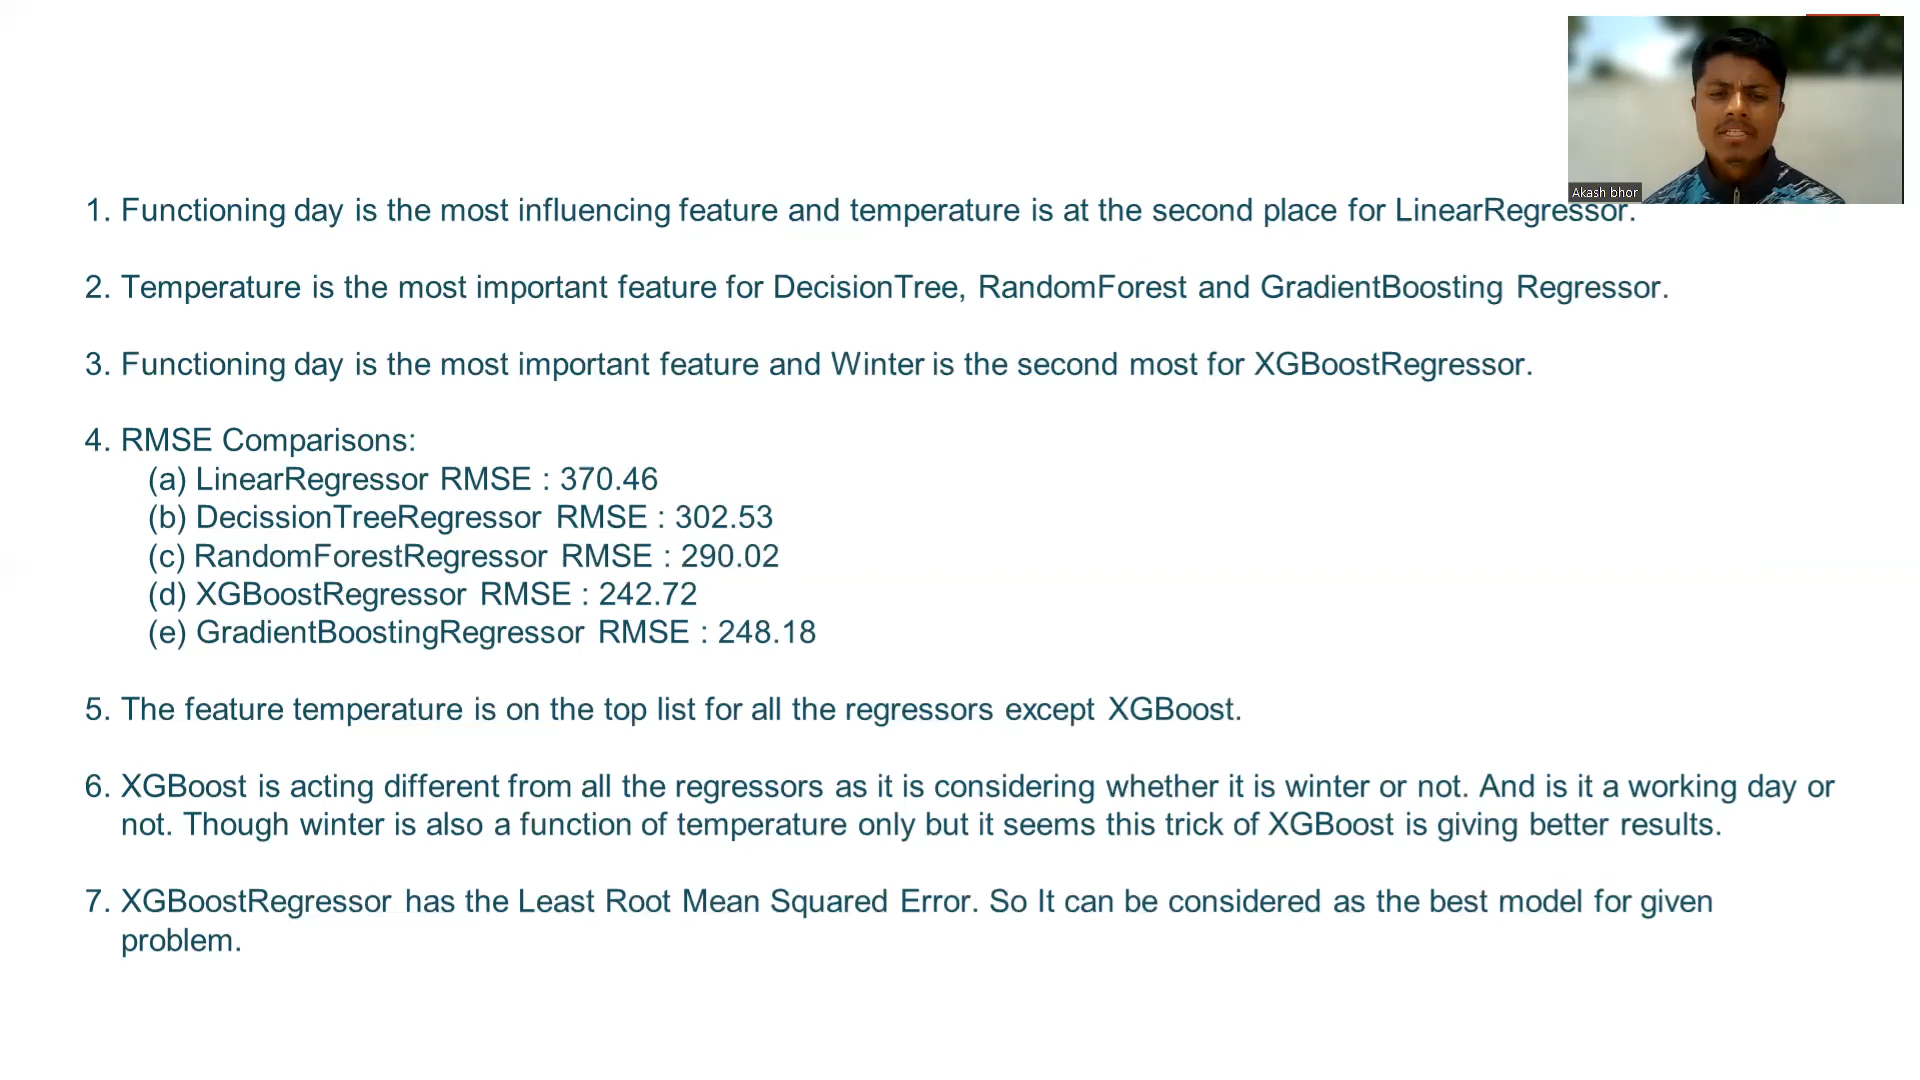 Akash bhor
1. Functioning day is the most influencing feature and temperature is at the second place for LinearRegressor.
2. Temperature is the most important feature for DecisionTree, RandomForest and GradientBoosting Regressor.
3. Functioning day is the most important feature and Winter is the second most for XGBoostRegressor.
4. RMSE Comparisons:
(a) LinearRegressor RMSE : 370.46
(b) DecissionTreeRegressor RMSE : 302.53
(c) RandomForestRegressor RMSE : 290.02
(d) XGBoostRegressor RMSE : 242.72
(e) GradientBoostingRegressor RMSE : 248.18
5. The feature temperature is on the top list for all the regressors except XGBoost.
6. XGBoost is acting different from all the regressors as it is considering whether it is winter or not. And is it a working day or
not. Though winter is also a function of temperature only but it seems this trick of XGBoost is giving better results.
7. XGBoostRegressor has the Least Root Mean Squared Error. So It can be considered as the best model for given
problem.